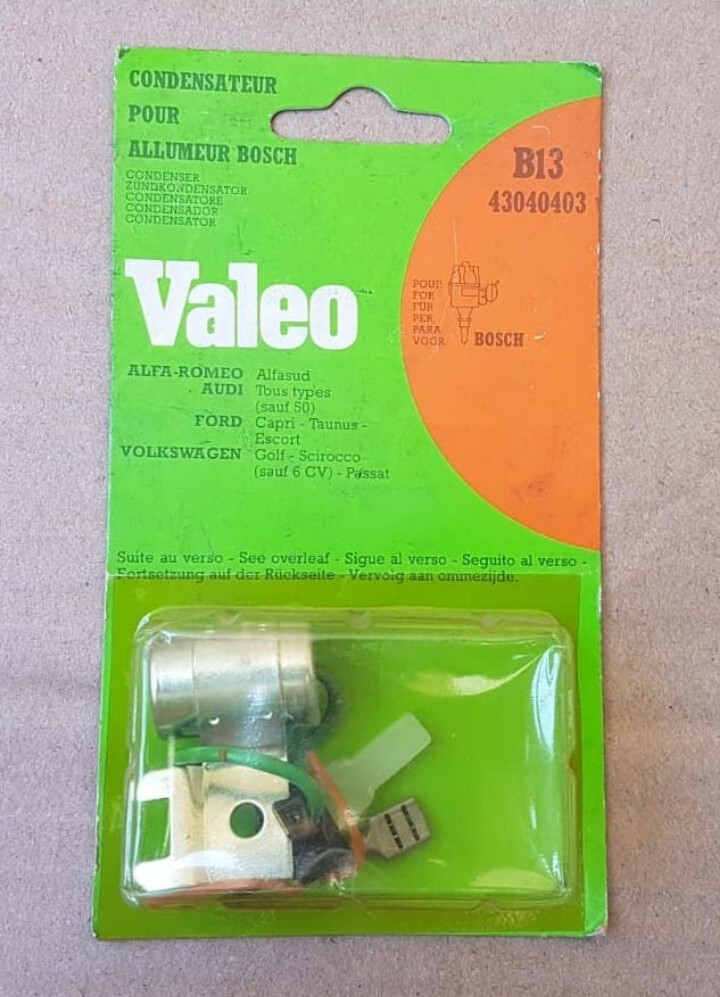 CONDENSATEUR
POUR
ALLUMEUR BOSCH
CONDENSER
ZUNDKONDENSATOR
CONDENSATORE
CONDENSADOR
CONDENSATOR
B13
43040403
Valeo
POUR
FOR
FUR
PER
PARA
VOOR
BOSCH
ALFA-ROMEO Alfasud
AUDI Tous types
(sauf 50)
FORD Capri - Taunus -
Escort
VOLKSWAGEN Golf - Scirocco
(sauf 6 CV) - Passat
Suite au verso - See overleaf - Sigue al verso - Seguito al verso -
Fortsetzung auf der Rückseite - Vervolg aan ommezijde.